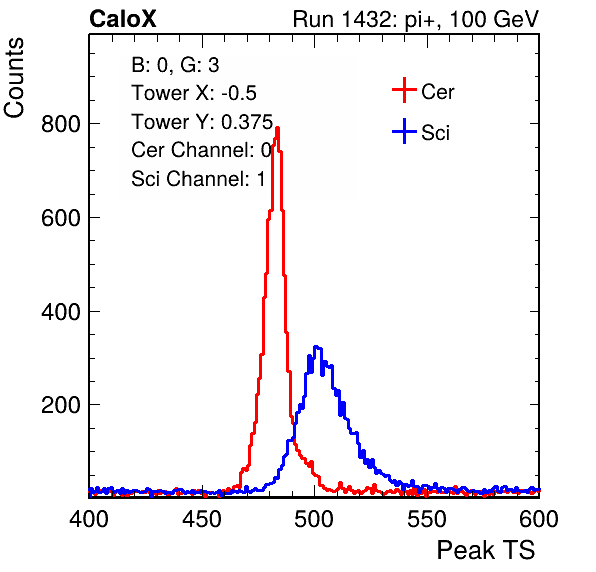 CaloX Run 1432: pi+, 100 GeV
Counts
B: 0, G: 3
Tower X: -0.5
Tower Y: 0.375
Cer Channel: 0
Sci Channel: 1
Cer
Sci
800
600
400
200
400 450 500 550 600
Peak TS